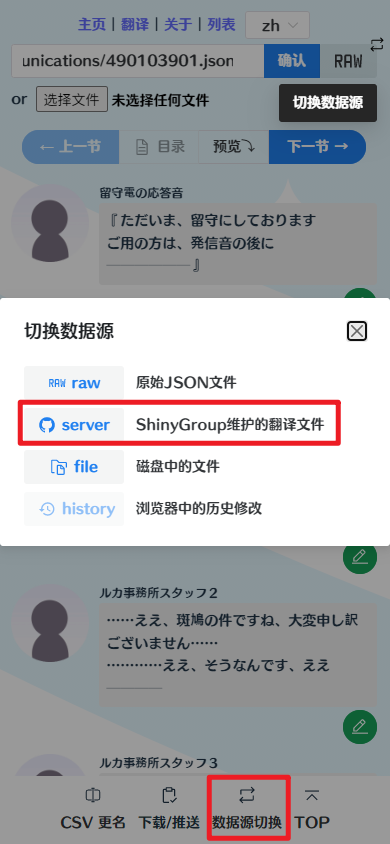 主页 | 翻译 | 关于 | 列表 zh
unications/490103901.json 确认 RAW
or 选择文件 未选择任何文件
切换数据源
← 上一节 目录 预览⤵ 下一节 →
留守電の応答音
『ただいま、留守にしております
ご用の方は、発信音の後に
――――――』
切换数据源
RAW raw 原始JSON文件
server ShinyGroup维护的翻译文件
file 磁盘中的文件
history 浏览器中的历史修改
ルカ事務所スタッフ2
……ええ、斑鳩の件ですね、大変申し訳
ございません……
…………ええ、そうなんです、ええ
――――
ルカ事務所スタッフ3
CSV 更名 下载/推送 数据源切换 TOP